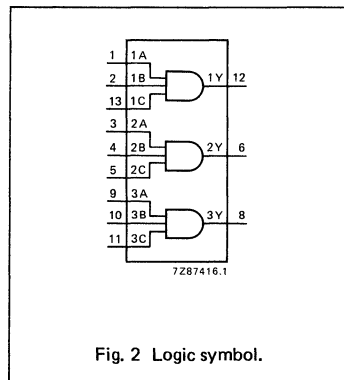 1 1A
2 1B 1Y 12
13 1C
3 2A
4 2B 2Y 6
5 2C
9 3A
10 3B 3Y 8
11 3C
7Z87416.1
Fig. 2 Logic symbol.